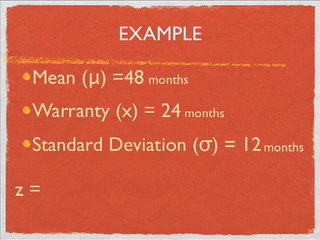 EXAMPLE
Mean (μ) =48 months
Warranty (x) = 24 months
Standard Deviation (σ) = 12 months
z =